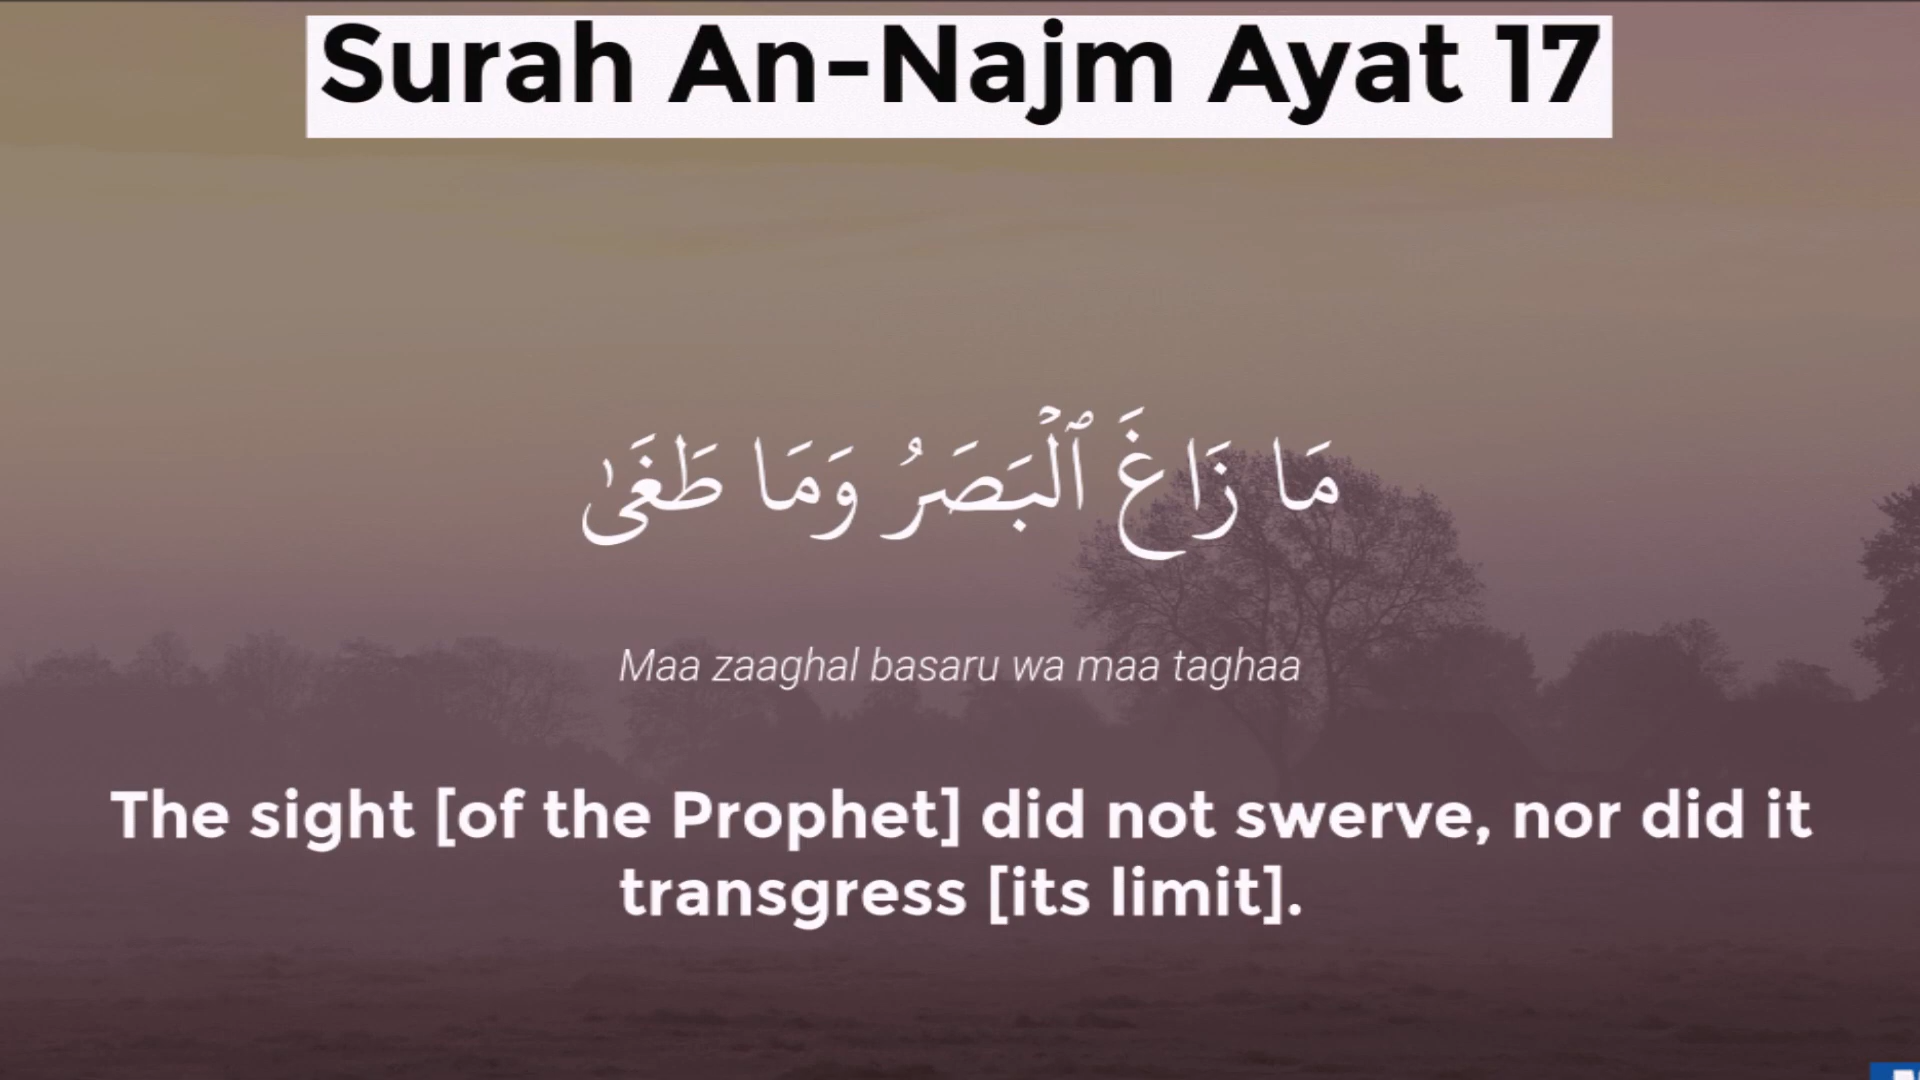 Surah An-Najm Ayat 17
مَا زَاغَ ٱلْبَصَرُ وَمَا طَغَىٰ
Maa zaaghal basaru wa maa taghaa
The sight [of the Prophet] did not swerve, nor did it
transgress [its limit].